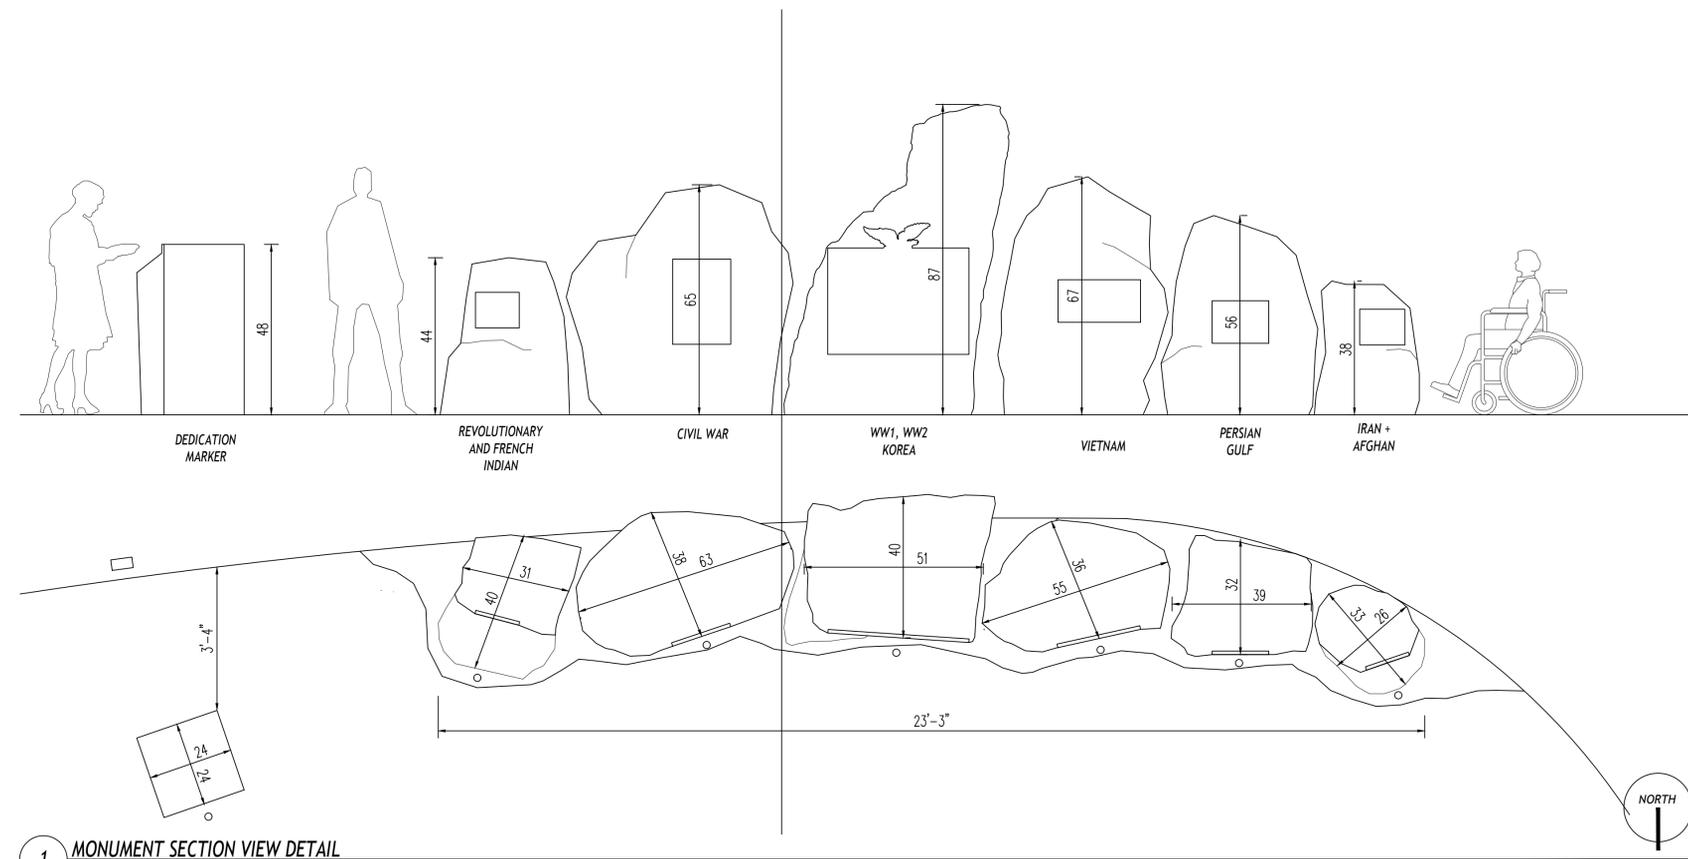 48
44
65
87
67
56
38
DEDICATION
MARKER
REVOLUTIONARY
AND FRENCH
INDIAN
CIVIL WAR
WW1, WW2
KOREA
VIETNAM
PERSIAN
GULF
IRAN +
AFGHAN
31
40
38
63
40
51
36
55
32
39
33
26
3'-4"
23'-3"
24
24
NORTH
1
MONUMENT SECTION VIEW DETAIL